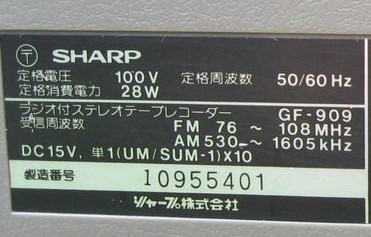 〒 SHARP
定格電圧 100V 定格周波数 50/60Hz
定格消費電力 28W
ラジオ付ステレオテープレコーダー GF-909
受信周波数 FM 76 ~ 108MHz
AM 530 ~ 1605kHz
DC15V, 単1(UM/SUM-1)×10
製造番号 10955401
シャープ株式会社